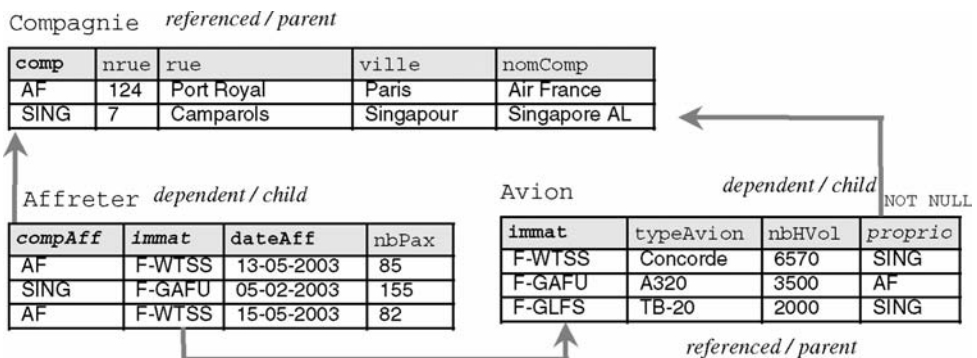 Compagnie referenced / parent
comp nrue rue ville nomComp
AF 124 Port Royal Paris Air France
SING 7 Camparols Singapour Singapore AL
Affreter dependent / child
compAff immat dateAff nbPax
AF F-WTSS 13-05-2003 85
SING F-GAFU 05-02-2003 155
AF F-WTSS 15-05-2003 82
Avion dependent / child NOT NULL
immat typeAvion nbHVol proprio
F-WTSS Concorde 6570 SING
F-GAFU A320 3500 AF
F-GLFS TB-20 2000 SING
referenced / parent